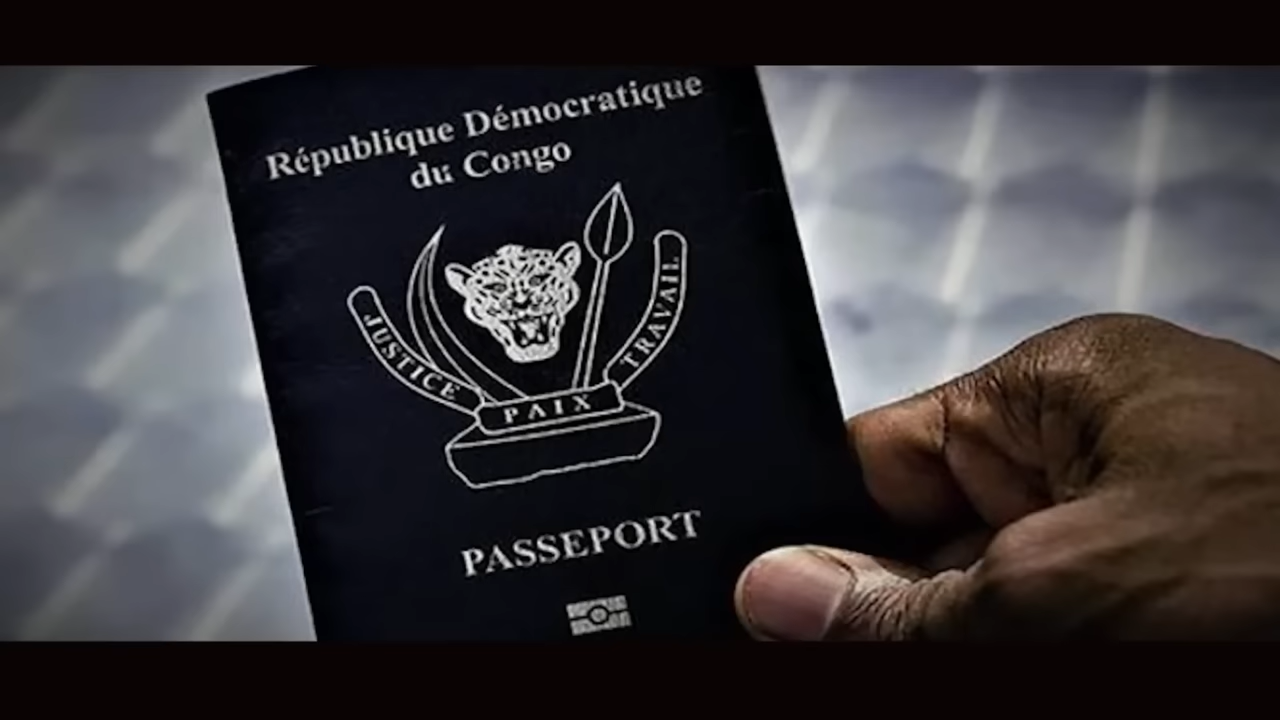 République Démocratique
du Congo
JUSTICE
PAIX
TRAVAIL
PASSEPORT